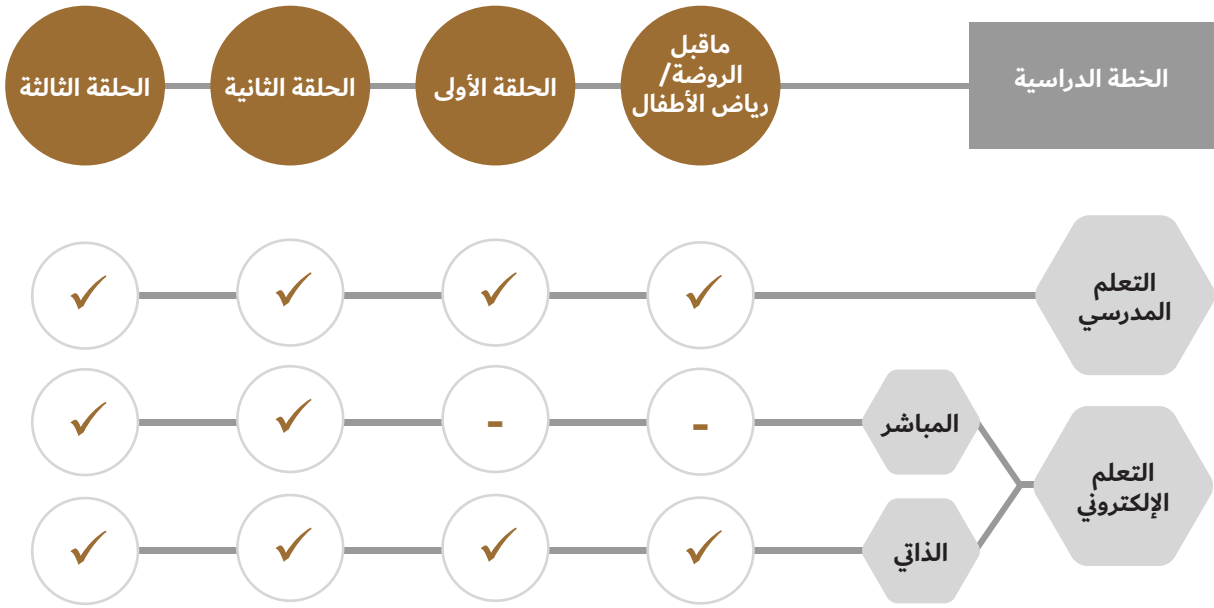 الخطة الدراسية
ماقبل
الروضة/
رياض الأطفال
الحلقة الأولى
الحلقة الثانية
الحلقة الثالثة
التعلم
المدرسي
✓ ✓ ✓ ✓
التعلم
الإلكتروني
المباشر
- - ✓ ✓
الذاتي
✓ ✓ ✓ ✓